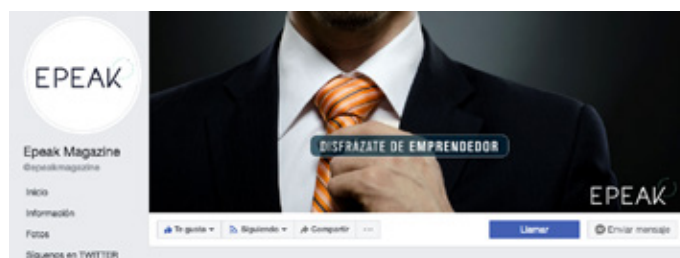 EPEAK
Epeak Magazine
@epeakmagazine
Inicio
Información
Fotos
Síguenos en TWITTER
DISFRÁZATE DE EMPRENDEDOR
EPEAK
Te gusta
Siguiendo
Compartir
Llamar
Enviar mensaje